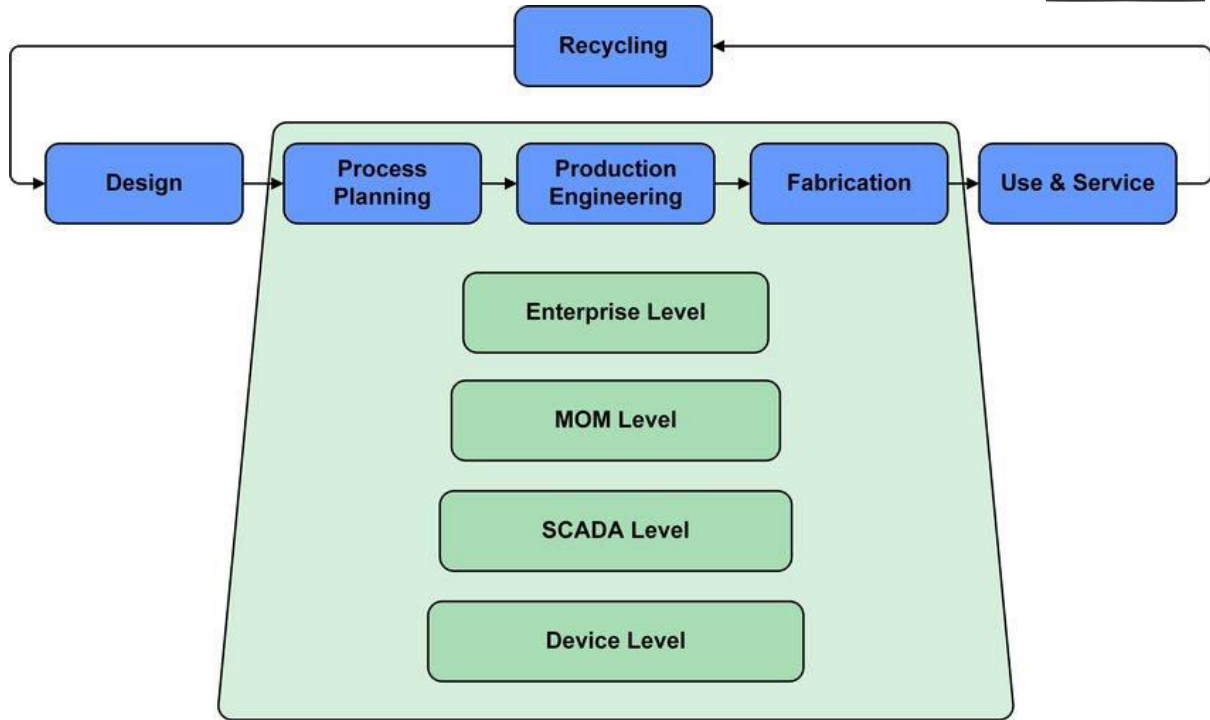 Recycling
Design
Process
Planning
Production
Engineering
Fabrication
Use & Service
Enterprise Level
MOM Level
SCADA Level
Device Level